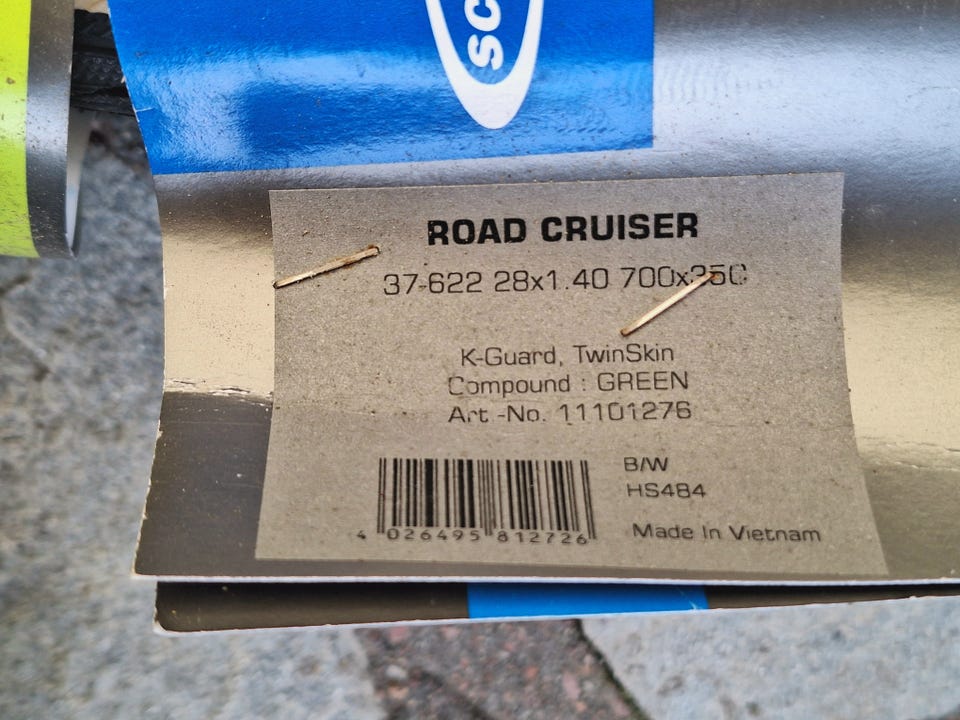 SC
ROAD CRUISER
37-622 28x1.40 700x35C
K-Guard, TwinSkin
Compound : GREEN
Art.-No. 11101276
B/W
HS484
4 026495 812726
Made In Vietnam